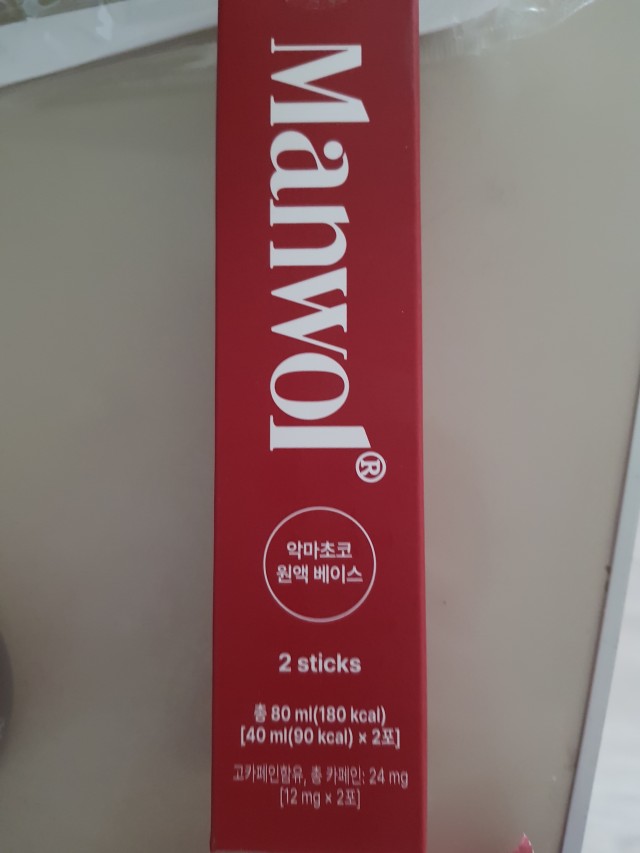 Manwol®
악마초코
원액 베이스
2 sticks
총 80 ml(180 kcal)
[40 ml(90 kcal) × 2포]
고카페인함유, 총 카페인: 24 mg
[12 mg × 2포]